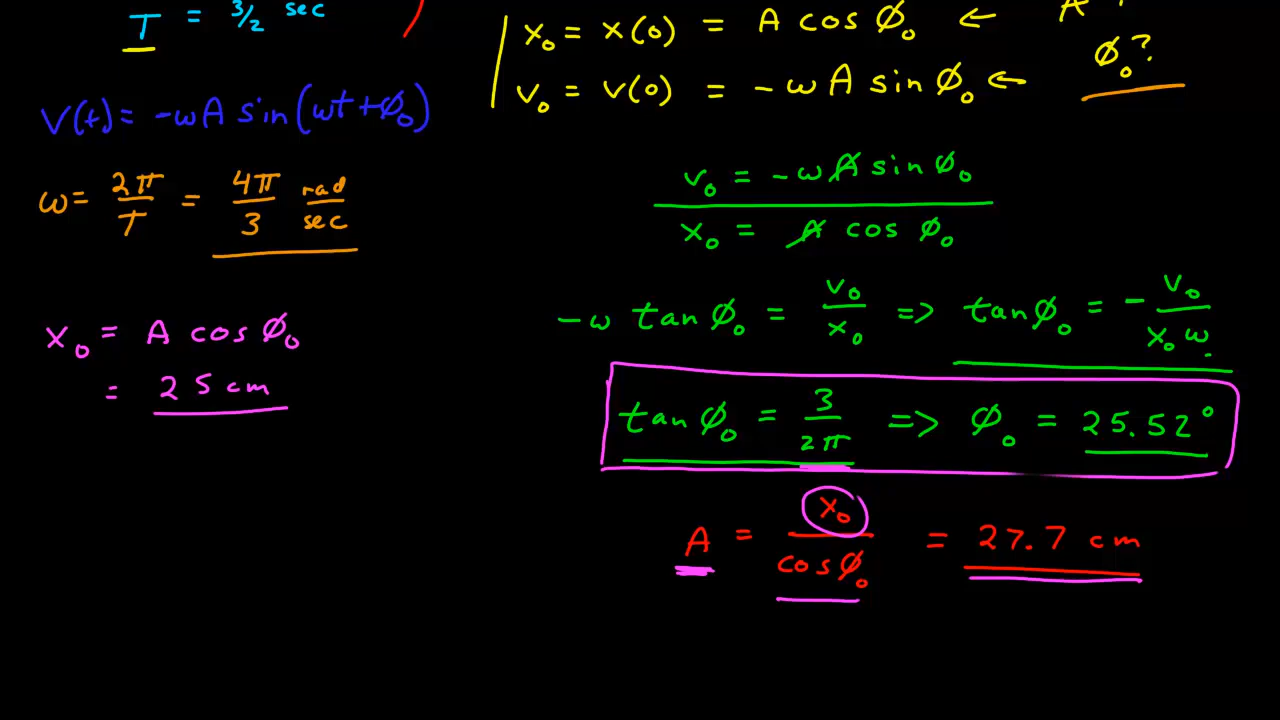 T = 3/2 sec
V(t) = -ωA sin(ωt + φ₀)
ω = 2π/T = 4π/3 rad/sec
x₀ = A cos φ₀
= 25 cm
x₀ = x(0) = A cos φ₀ ← A
v₀ = v(0) = -ωA sin φ₀ ← φ₀?
v₀ = -ωA sin φ₀
x₀ = A cos φ₀
-ω tan φ₀ = v₀/x₀ => tan φ₀ = - v₀/x₀ω
tan φ₀ = 3/2π => φ₀ = 25.52°
A = x₀/cos φ₀ = 27.7 cm